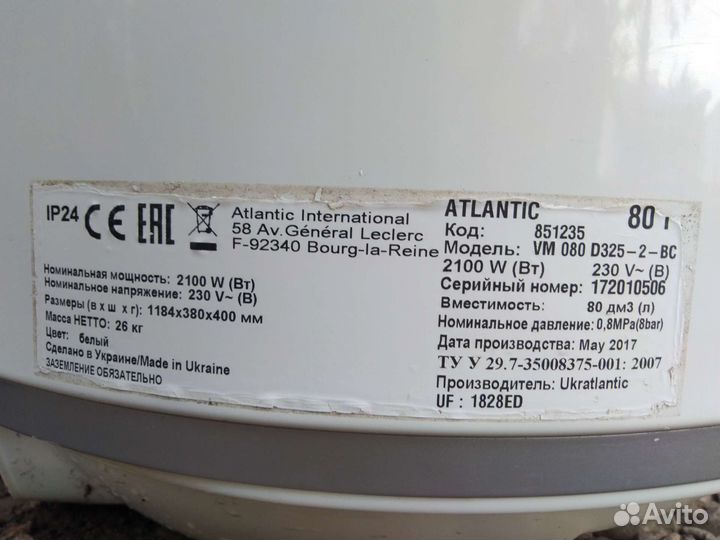 IP24 CE EAC
Atlantic International
58 Av.Général Leclerc
F-92340 Bourg-la-Reine
Номинальная мощность: 2100 W (Вт)
Номинальное напряжение: 230 V~ (В)
Размеры (в x ш x г): 1184x380x400 мм
Масса НЕТТО: 26 кг
Цвет: белый
Сделано в Украине/Made in Ukraine
ЗАЗЕМЛЕНИЕ ОБЯЗАТЕЛЬНО
ATLANTIC 80 l
Код: 851235
Модель: VM 080 D325-2-BC
2100 W (Вт) 230 V~ (В)
Серийный номер: 172010506
Вместимость: 80 дм3 (л)
Номинальное давление: 0,8MPa(8bar)
Дата производства: May 2017
ТУ У 29.7-35008375-001: 2007
Производитель: Ukratlantic
UF : 1828ED
Avito